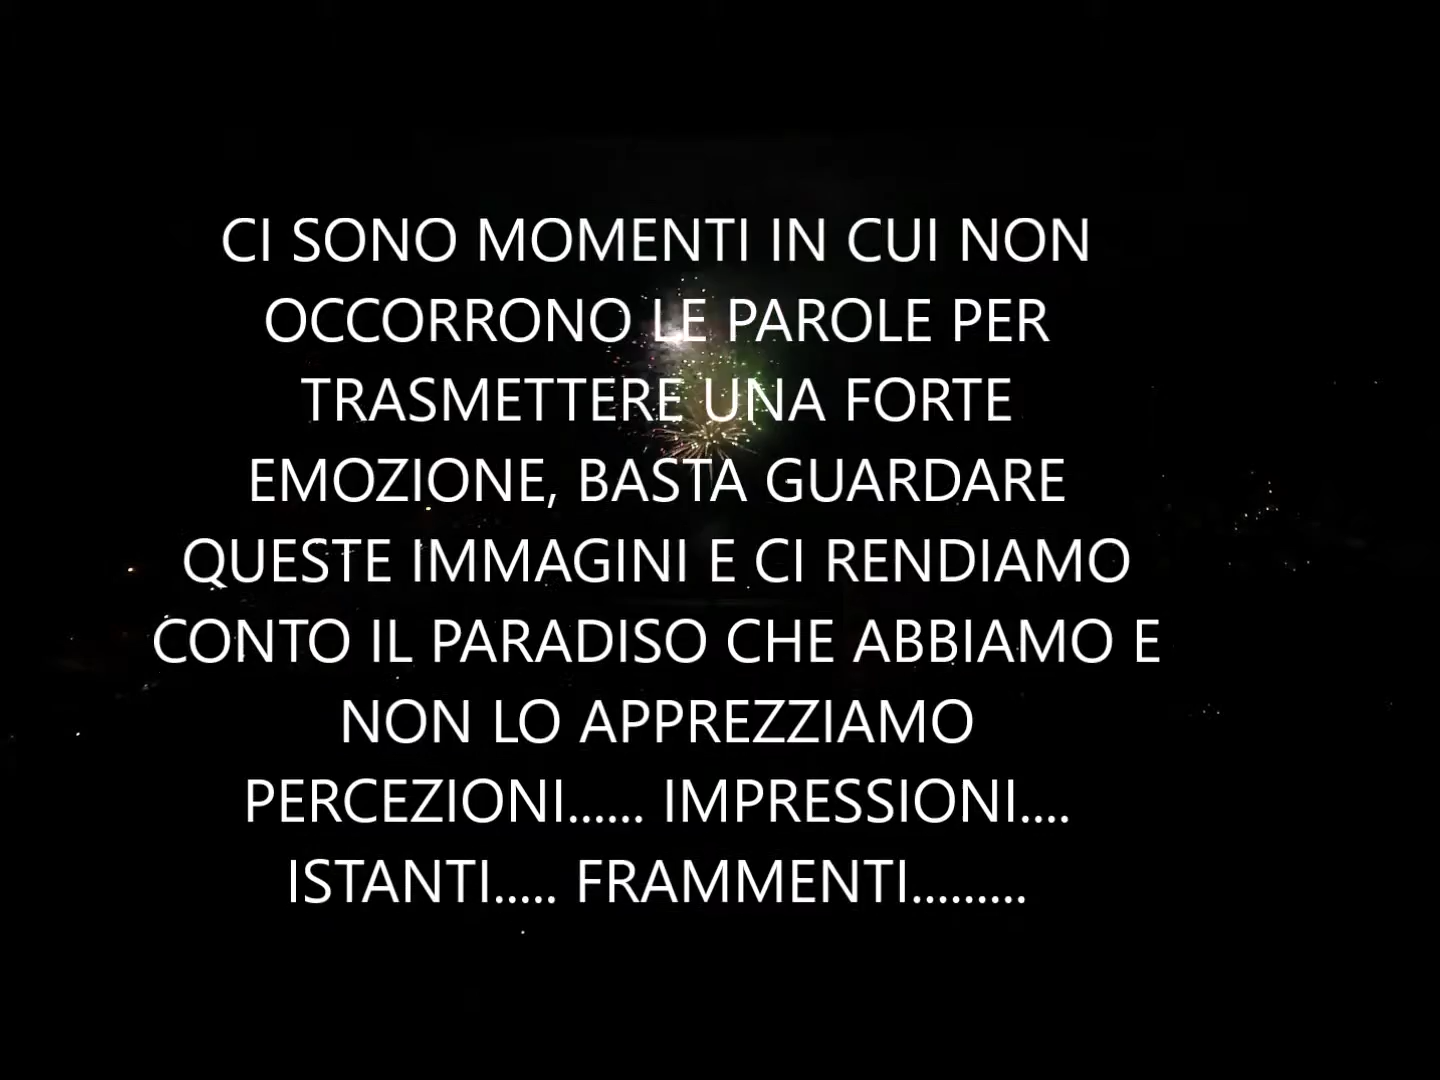 CI SONO MOMENTI IN CUI NON
OCCORRONO LE PAROLE PER
TRASMETTERE UNA FORTE
EMOZIONE, BASTA GUARDARE
QUESTE IMMAGINI E CI RENDIAMO
CONTO IL PARADISO CHE ABBIAMO E
NON LO APPREZZIAMO
PERCEZIONI...... IMPRESSIONI....
ISTANTI..... FRAMMENTI.........